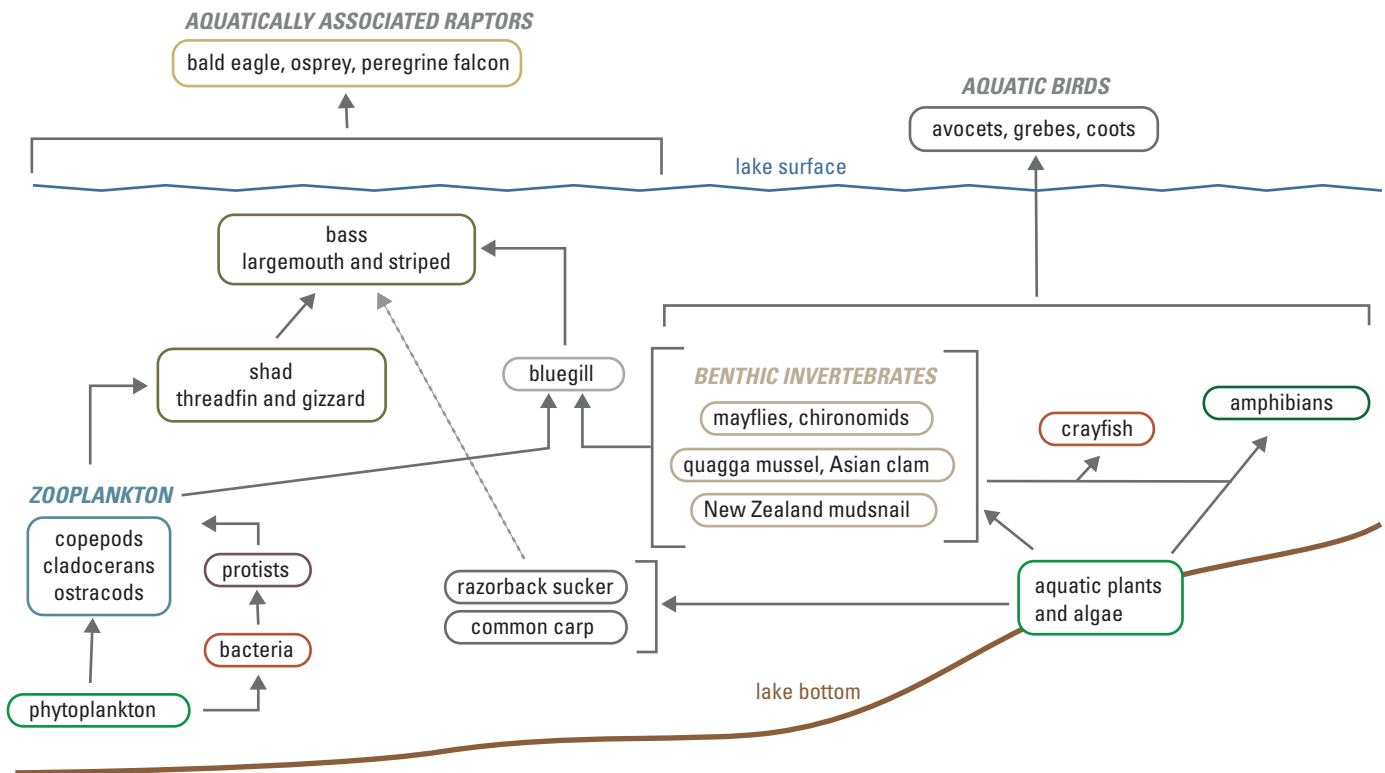 AQUATICALLY ASSOCIATED RAPTORS
bald eagle, osprey, peregrine falcon
AQUATIC BIRDS
avocets, grebes, coots
lake surface
bass
largemouth and striped
shad
threadfin and gizzard
bluegill
BENTHIC INVERTEBRATES
mayflies, chironomids
quagga mussel, Asian clam
New Zealand mudsnail
crayfish
amphibians
ZOOPLANKTON
copepods
cladocerans
ostracods
protists
bacteria
phytoplankton
razorback sucker
common carp
aquatic plants
and algae
lake bottom